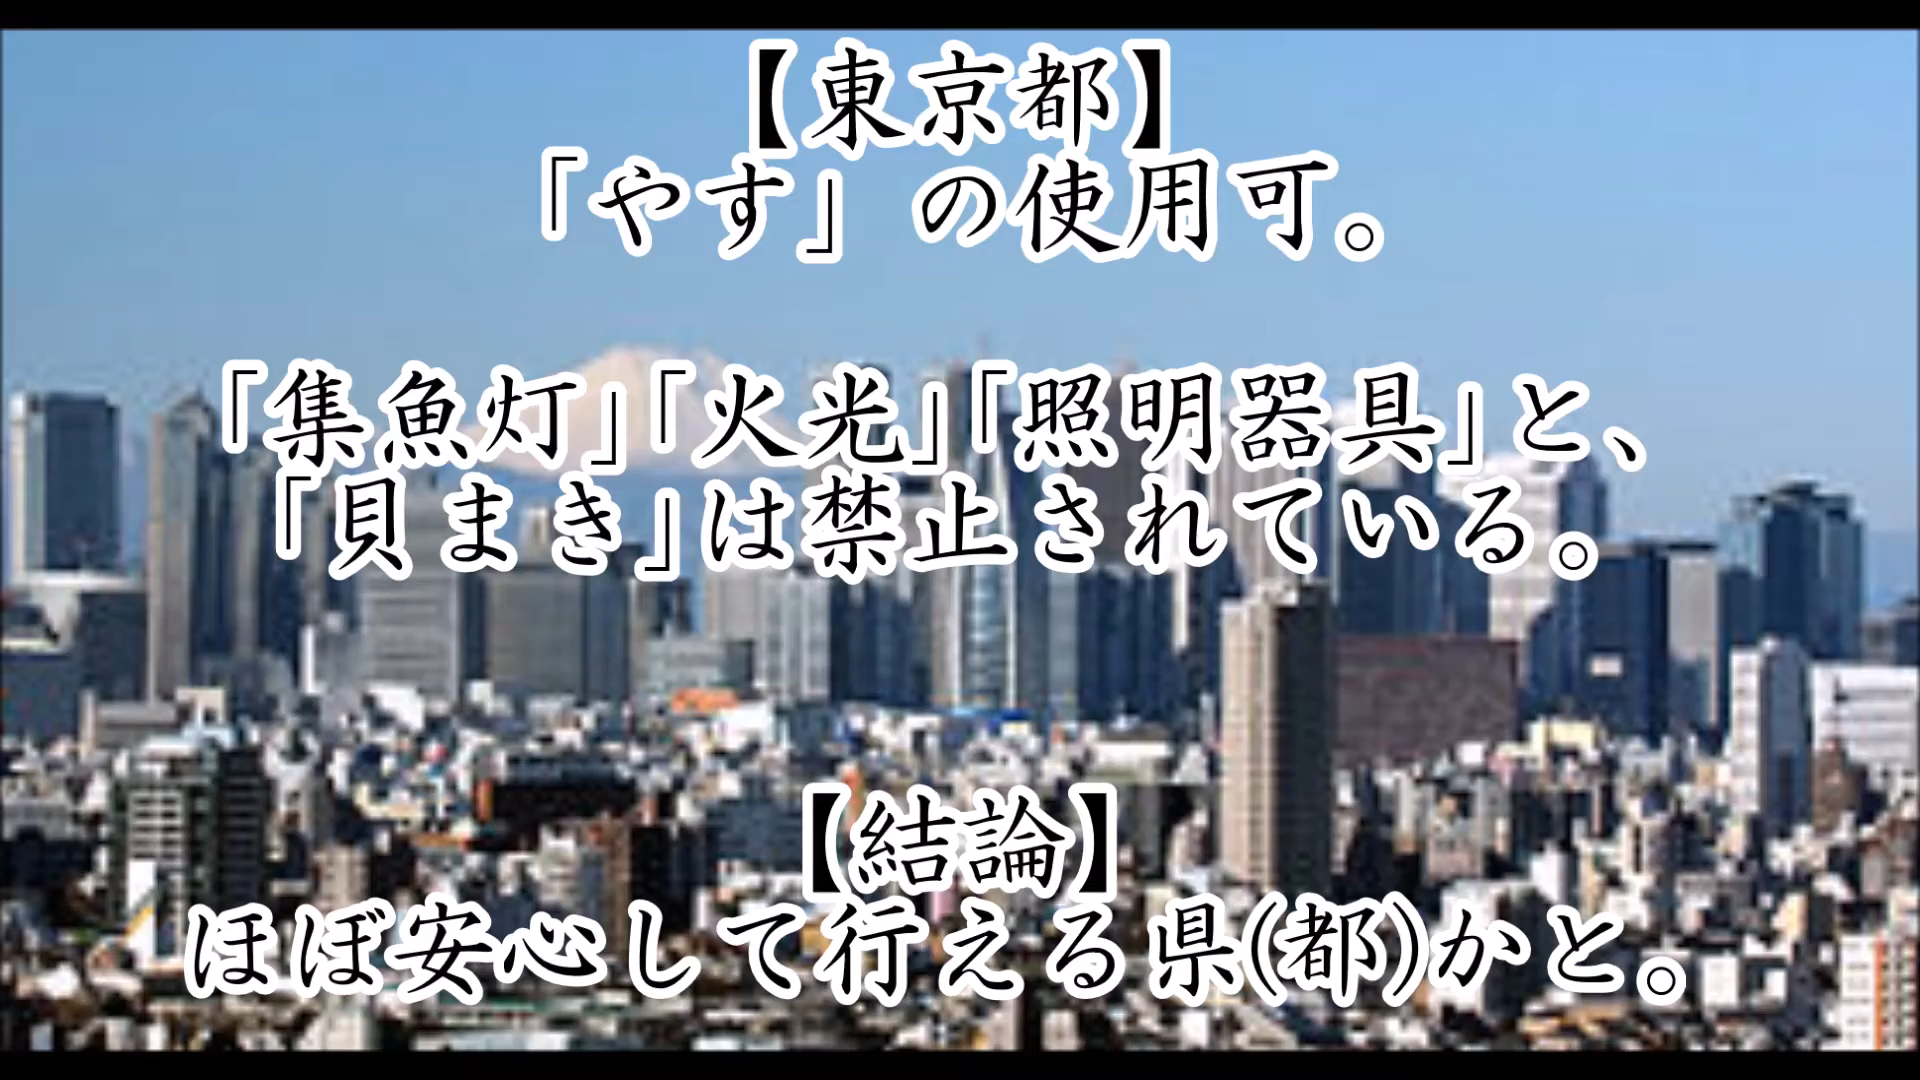 【東京都】
「やす」の使用可。
「集魚灯」「火光」「照明器具」と、
「貝まき」は禁止されている。
【結論】
ほぼ安心して行える県(都)かと。